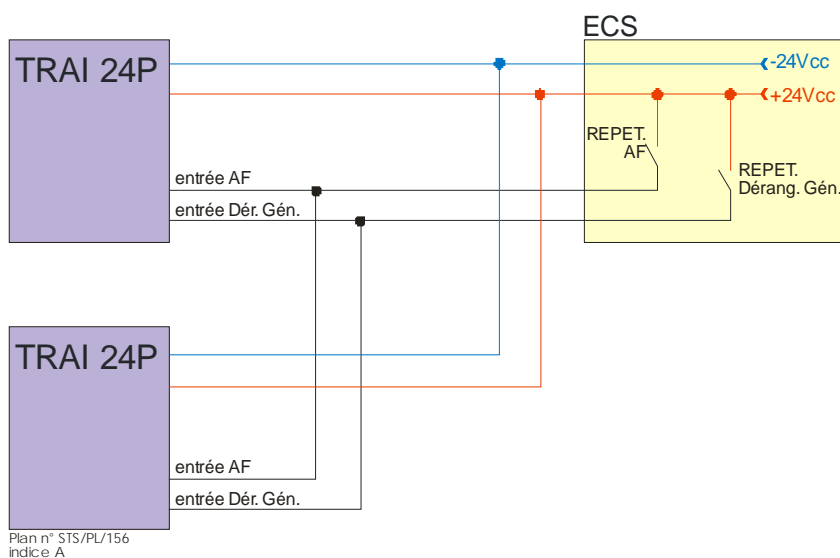 ECS
TRAI 24P
-24Vcc
+24Vcc
REPET.
AF
REPET.
Dérang. Gén.
entrée AF
entrée Dér. Gén.
TRAI 24P
entrée AF
entrée Dér. Gén.
Plan n° STS/PL/156
indice A